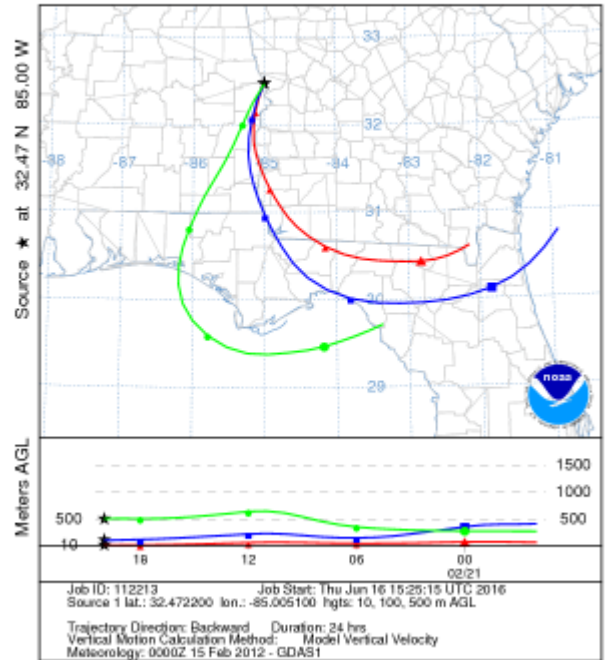 33
32
-88 -87 -86 -85 -84 -83 -82 -81
31
30
29
Source ★ at 32.47 N 85.00 W
noaa
Meters AGL
1500
1000
500 500
10
18 12 06 00
02/21
Job ID: 112213 Job Start: Thu Jun 16 15:25:15 UTC 2016
Source 1 lat.: 32.472200 lon.: -85.005100 hgts: 10, 100, 500 m AGL
Trajectory Direction: Backward Duration: 24 hrs
Vertical Motion Calculation Method: Model Vertical Velocity
Meteorology: 0000Z 15 Feb 2012 - GDAS1